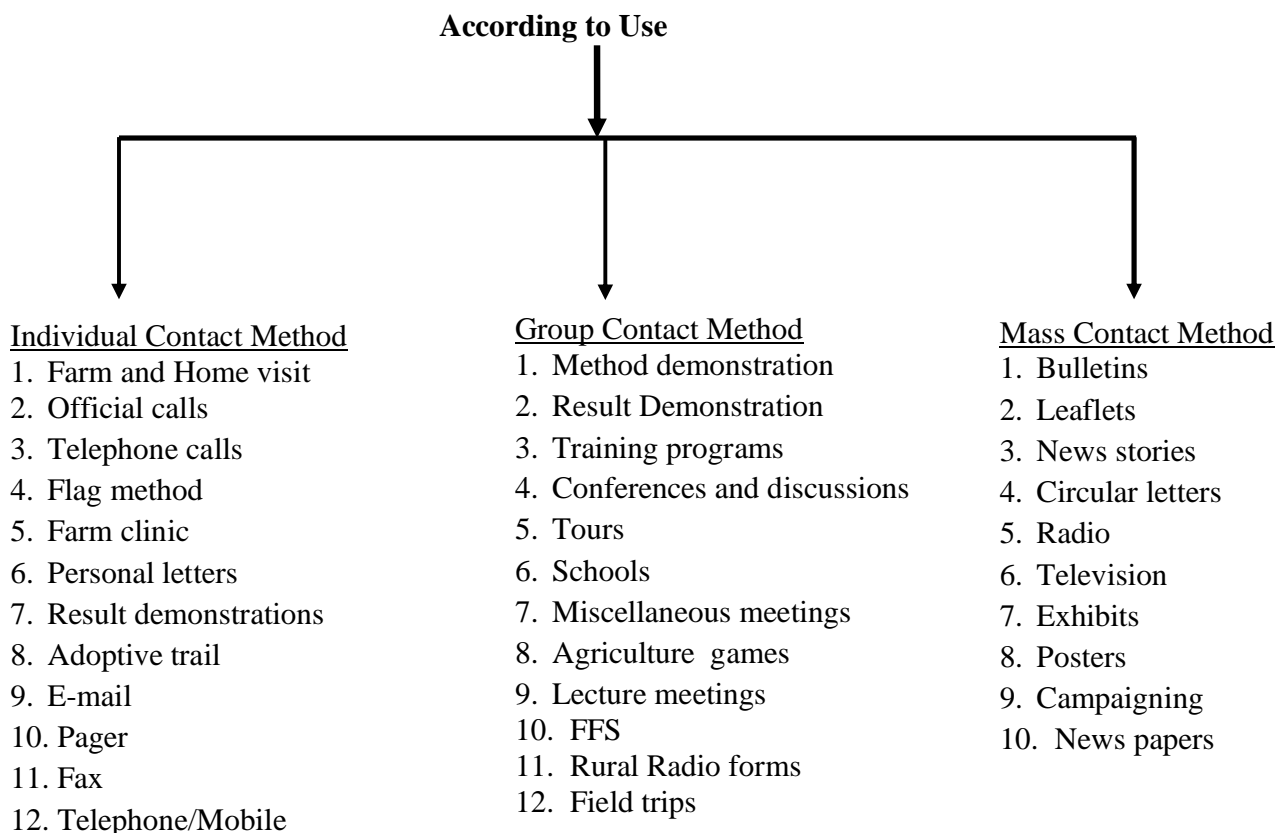 According to Use
Individual Contact Method
1. Farm and Home visit
2. Official calls
3. Telephone calls
4. Flag method
5. Farm clinic
6. Personal letters
7. Result demonstrations
8. Adoptive trail
9. E-mail
10. Pager
11. Fax
12. Telephone/Mobile
Group Contact Method
1. Method demonstration
2. Result Demonstration
3. Training programs
4. Conferences and discussions
5. Tours
6. Schools
7. Miscellaneous meetings
8. Agriculture games
9. Lecture meetings
10. FFS
11. Rural Radio forms
12. Field trips
Mass Contact Method
1. Bulletins
2. Leaflets
3. News stories
4. Circular letters
5. Radio
6. Television
7. Exhibits
8. Posters
9. Campaigning
10. News papers